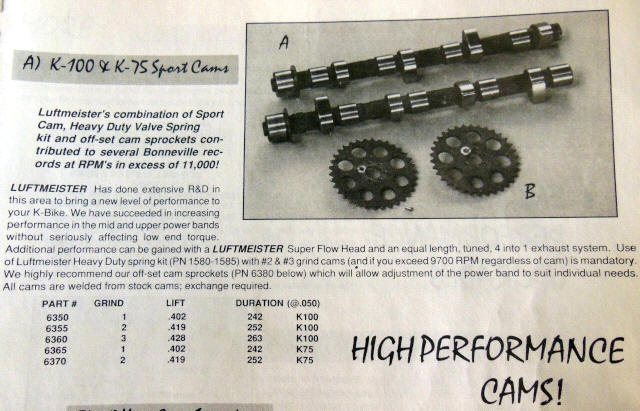 A) K-100 & K-75 Sport Cams
A
B
Luftmeister's combination of Sport
Cam, Heavy Duty Valve Spring
kit and off-set cam sprockets con-
tributed to several Bonneville rec-
ords at RPM's in excess of 11,000!
LUFTMEISTER Has done extensive R&D in
this area to bring a new level of performance to
your K-Bike. We have succeeded in increasing
performance in the mid and upper power bands
without seriously affecting low end torque.
Additional performance can be gained with a LUFTMEISTER Super Flow Head and an equal length, tuned, 4 into 1 exhaust system. Use
of Luftmeister Heavy Duty spring kit (PN 1580-1585) with #2 & #3 grind cams (and if you exceed 9700 RPM regardless of cam) is mandatory.
We highly recommend our off-set cam sprockets (PN 6380 below) which will allow adjustment of the power band to suit individual needs.
All cams are welded from stock cams; exchange required.
PART # GRIND LIFT DURATION (@.050)
6350 1 .402 242 K100
6355 2 .419 252 K100
6360 3 .428 263 K100
6365 1 .402 242 K75
6370 2 .419 252 K75
HIGH PERFORMANCE
CAMS!